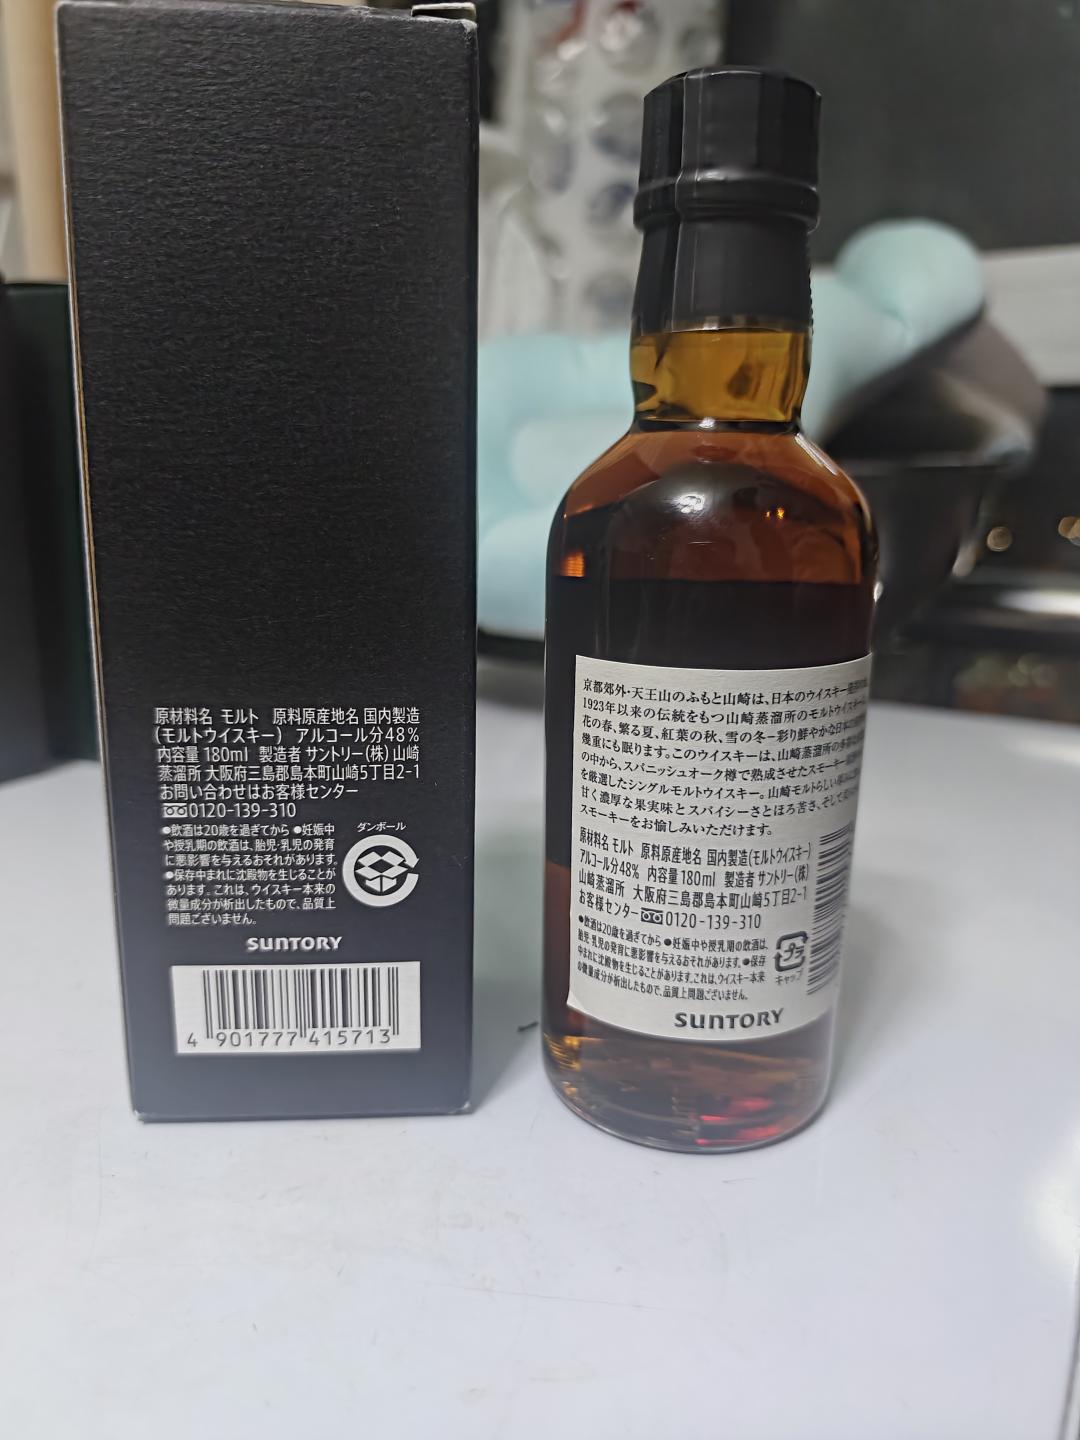 原材料名 モルト 原料原産地名 国内製造
(モルトウイスキー) アルコール分48%
内容量 180ml 製造者 サントリー(株) 山崎
蒸溜所 大阪府三島郡島本町山崎5丁目2-1
お問い合わせはお客様センター
0120-139-310
●飲酒は20歳を過ぎてから ●妊娠中
や授乳期の飲酒は、胎児・乳児の発育
に悪影響を与えるおそれがあります。
●保存中まれに沈殿物を生じることが
あります。これは、ウイスキー本来の
微量成分が析出したもので、品質上
問題ございません。
ダンボール
SUNTORY
4 901777 415713
京都郊外・天王山のふもと山崎は、日本のウイスキー
1923年以来の伝統をもつ山崎蒸溜所のモルトウイスキー
花の春、繁る夏、紅葉の秋、雪の冬−彩り鮮やかな日本の
幾重にも眠ります。このウイスキーは、山崎蒸溜所の
の中から、スパニッシュオーク樽で熟成させたスモーキー
を厳選したシングルモルトウイスキー。山崎モルトらしい
甘く濃厚な果実味とスパイシーさとほろ苦さ、そして
スモーキーをお愉しみいただけます。
原材料名 モルト 原料原産地名 国内製造(モルトウイスキー)
アルコール分48% 内容量 180ml 製造者 サントリー(株)
山崎蒸溜所 大阪府三島郡島本町山崎5丁目2-1
お客様センター 0120-139-310
●飲酒は20歳を過ぎてから ●妊娠中や授乳期の飲酒は、
胎児・乳児の発育に悪影響を与えるおそれがあります。●保存
中まれに沈殿物を生じることがあります。これは、ウイスキー本来
の微量成分が析出したもので、品質上問題ございません。
プラ
キャップ
SUNTORY